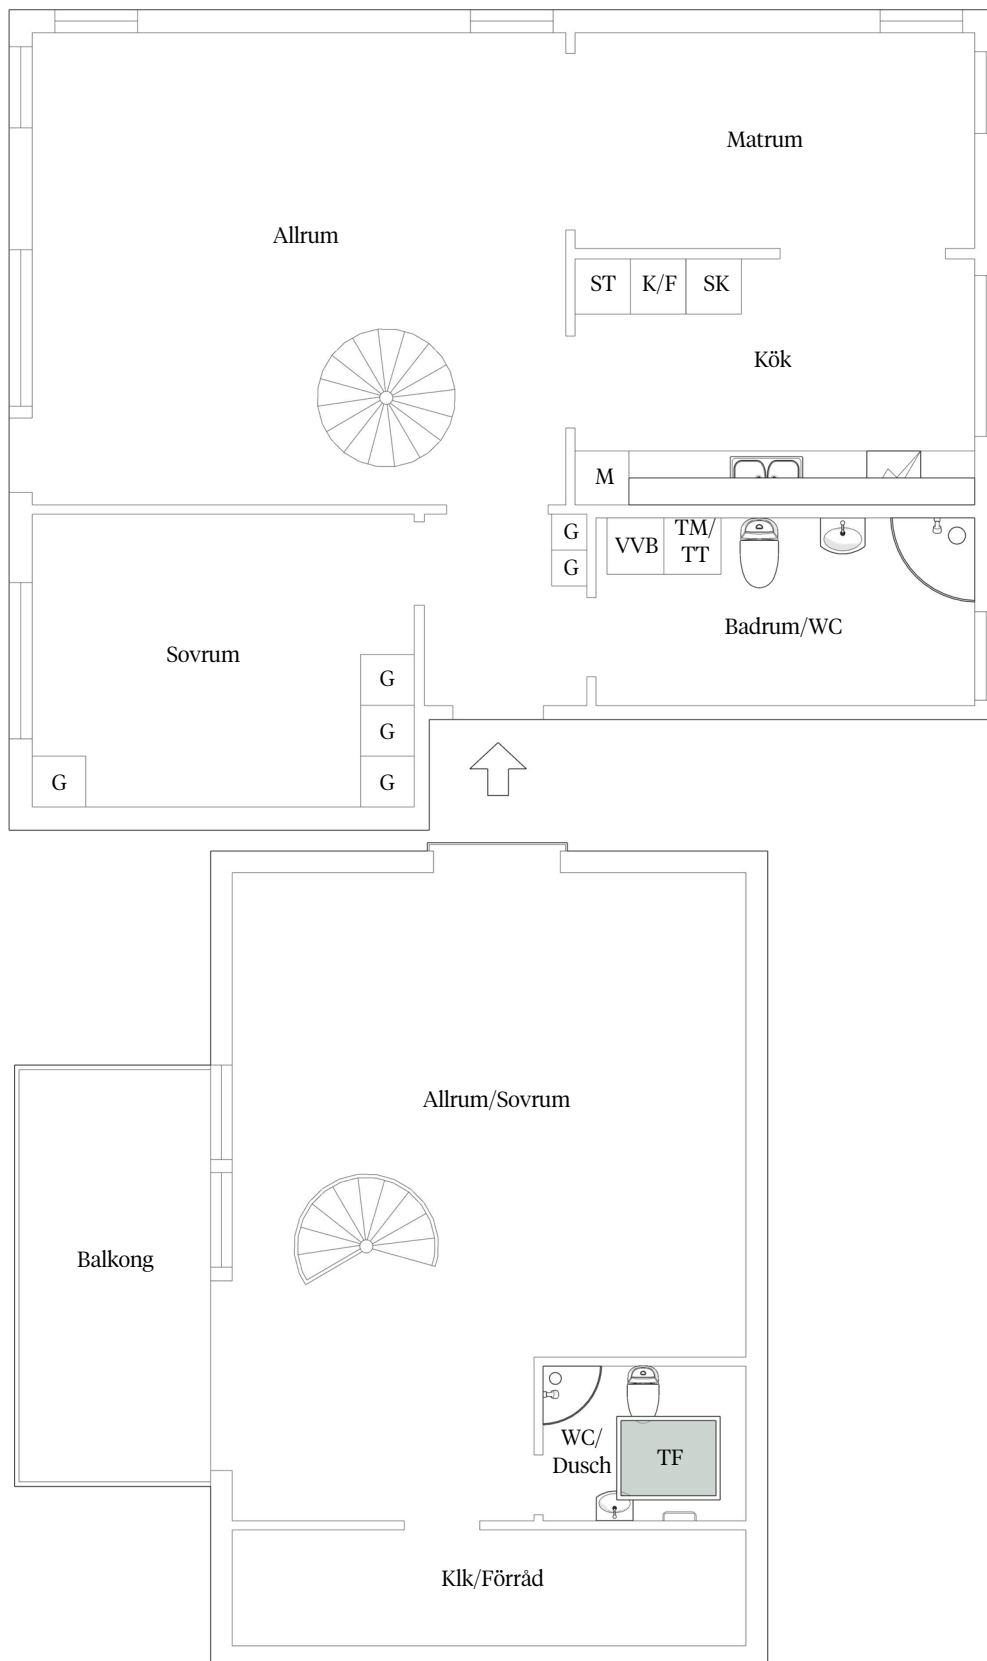 Matrum
Allrum
ST K/F SK
Kök
M
G
G
VVB
TM/
TT
Badrum/WC
Sovrum
G
G
G
G
Allrum/Sovrum
Balkong
WC/
Dusch
TF
Klk/Förråd